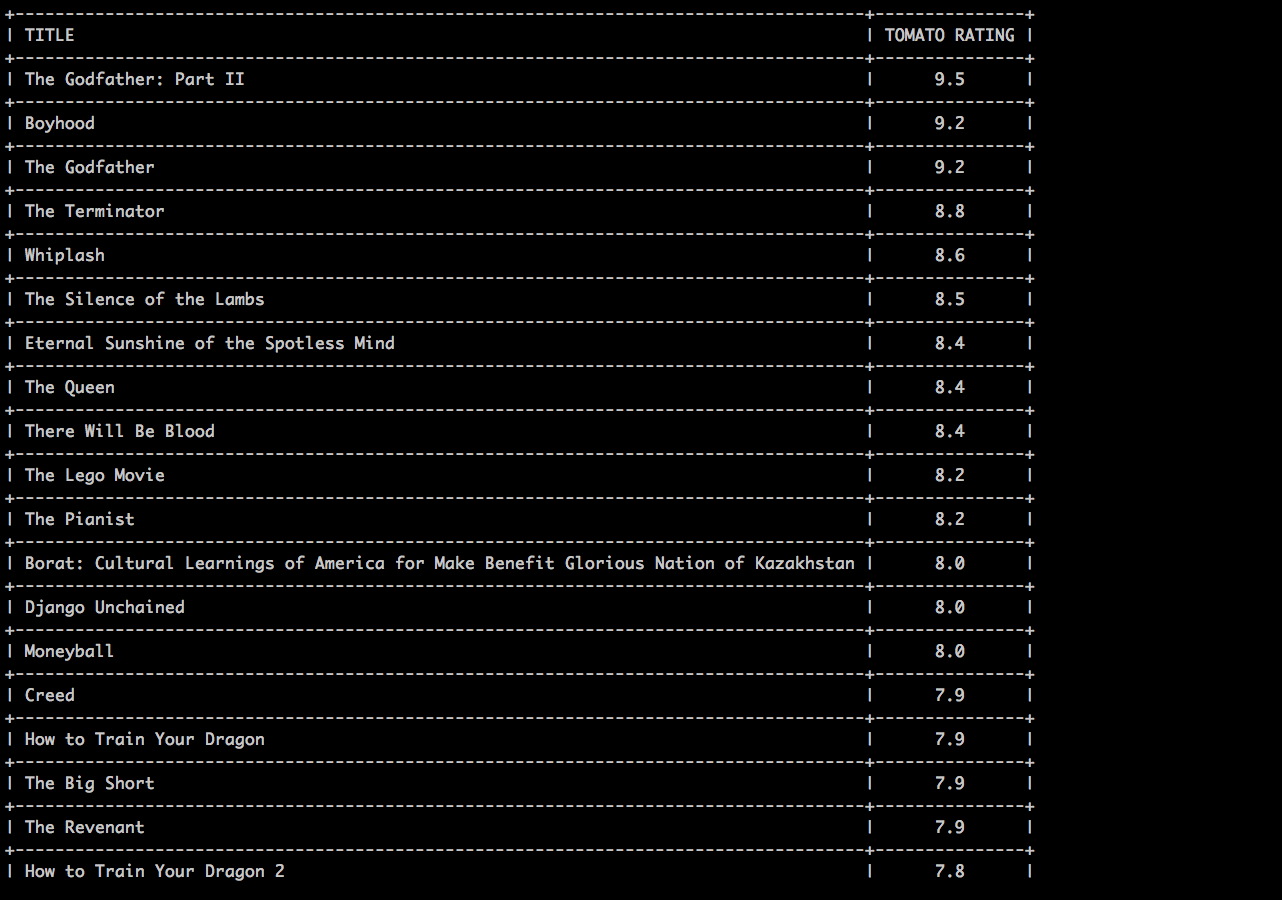 | TITLE | TOMATO RATING |
| The Godfather: Part II | 9.5 |
| Boyhood | 9.2 |
| The Godfather | 9.2 |
| The Terminator | 8.8 |
| Whiplash | 8.6 |
| The Silence of the Lambs | 8.5 |
| Eternal Sunshine of the Spotless Mind | 8.4 |
| The Queen | 8.4 |
| There Will Be Blood | 8.4 |
| The Lego Movie | 8.2 |
| The Pianist | 8.2 |
| Borat: Cultural Learnings of America for Make Benefit Glorious Nation of Kazakhstan | 8.0 |
| Django Unchained | 8.0 |
| Moneyball | 8.0 |
| Creed | 7.9 |
| How to Train Your Dragon | 7.9 |
| The Big Short | 7.9 |
| The Revenant | 7.9 |
| How to Train Your Dragon 2 | 7.8 |